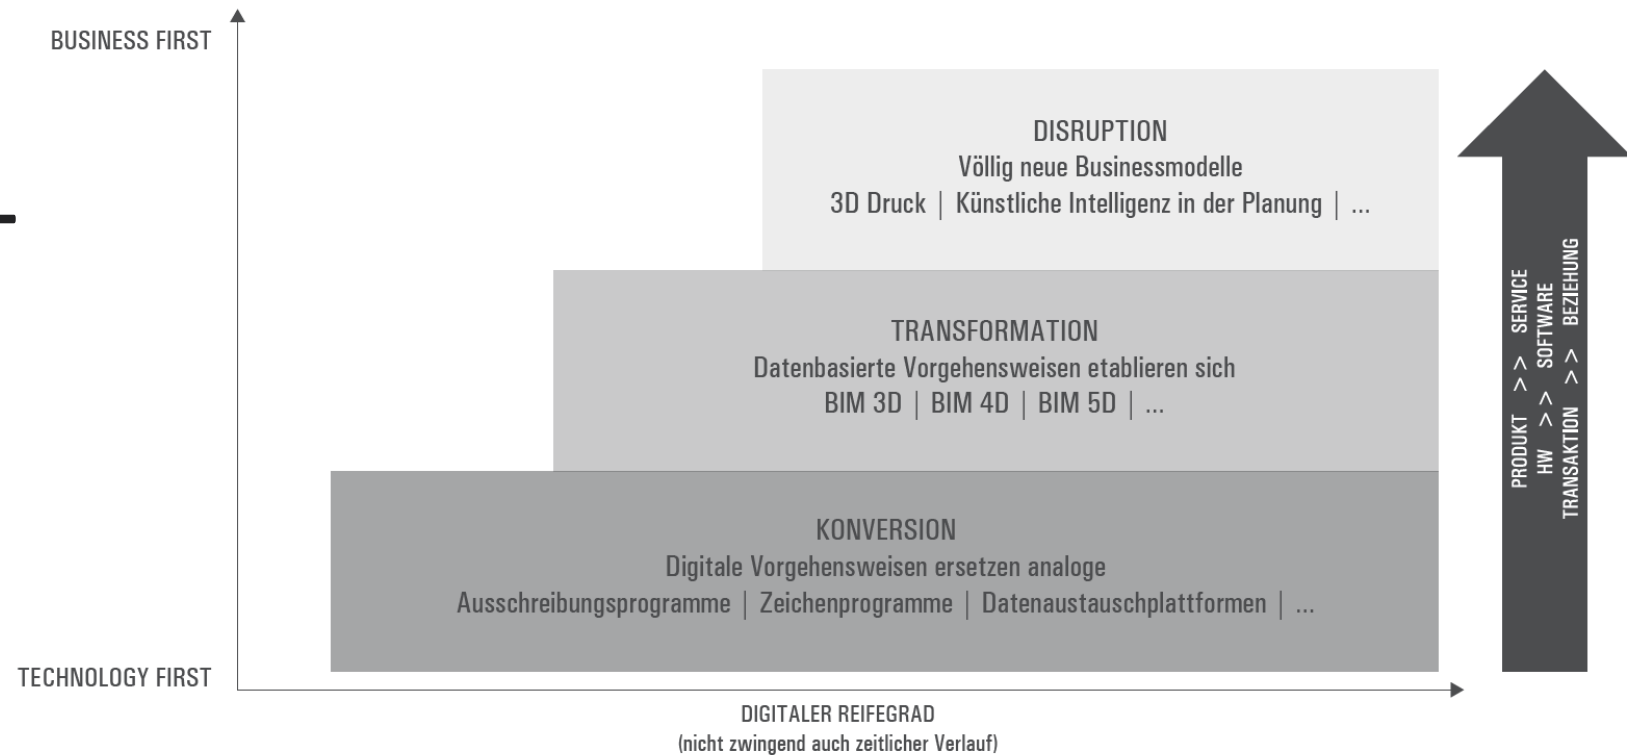 BUSINESS FIRST
DISRUPTION
Völlig neue Businessmodelle
3D Druck | Künstliche Intelligenz in der Planung | ...
TRANSFORMATION
Datenbasierte Vorgehensweisen etablieren sich
BIM 3D | BIM 4D | BIM 5D | ...
KONVERSION
Digitale Vorgehensweisen ersetzen analoge
Ausschreibungsprogramme | Zeichenprogramme | Datenaustauschplattformen | ...
TECHNOLOGY FIRST
DIGITALER REIFEGRAD
(nicht zwingend auch zeitlicher Verlauf)
PRODUKT >> SERVICE
HW >> SOFTWARE
TRANSAKTION >> BEZIEHUNG